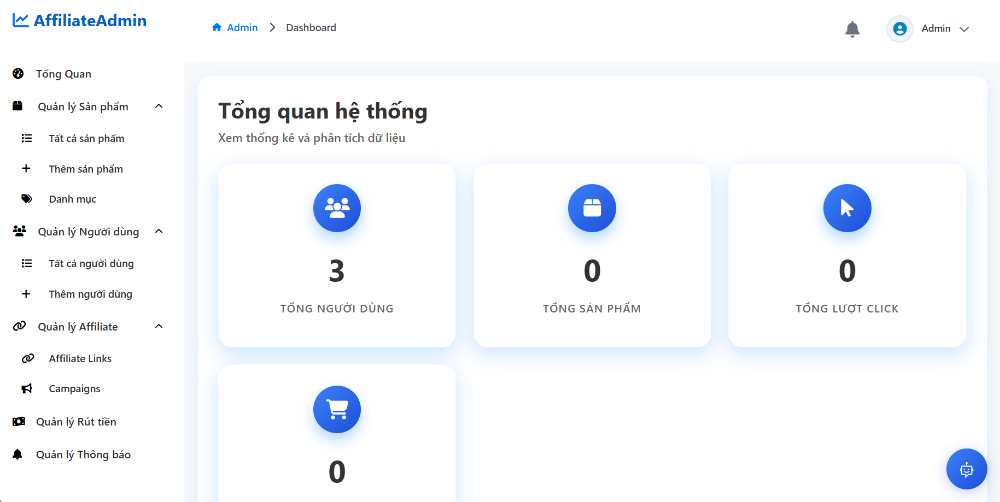 AffiliateAdmin
Admin
Dashboard
Admin
Tổng Quan
Quản lý Sản phẩm
Tất cả sản phẩm
Thêm sản phẩm
Danh mục
Quản lý Người dùng
Tất cả người dùng
Thêm người dùng
Quản lý Affiliate
Affiliate Links
Campaigns
Quản lý Rút tiền
Quản lý Thông báo
Tổng quan hệ thống
Xem thống kê và phân tích dữ liệu
3
TỔNG NGƯỜI DÙNG
0
TỔNG SẢN PHẨM
0
TỔNG LƯỢT CLICK
0